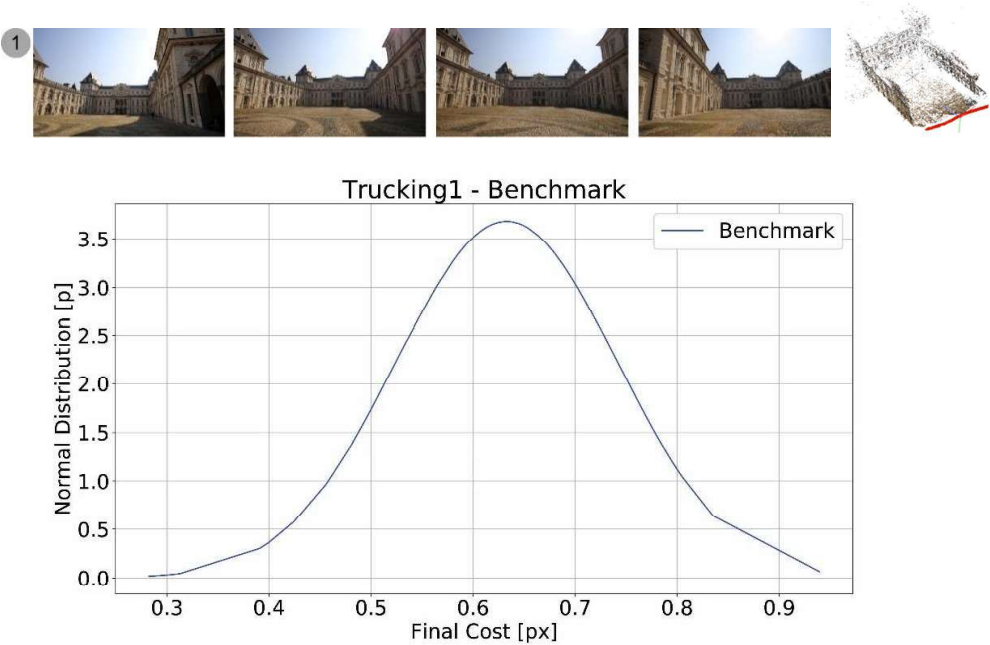 1
Trucking1 - Benchmark
Benchmark
Normal Distribution [p]
3.5
3.0
2.5
2.0
1.5
1.0
0.5
0.0
0.3 0.4 0.5 0.6 0.7 0.8 0.9
Final Cost [px]